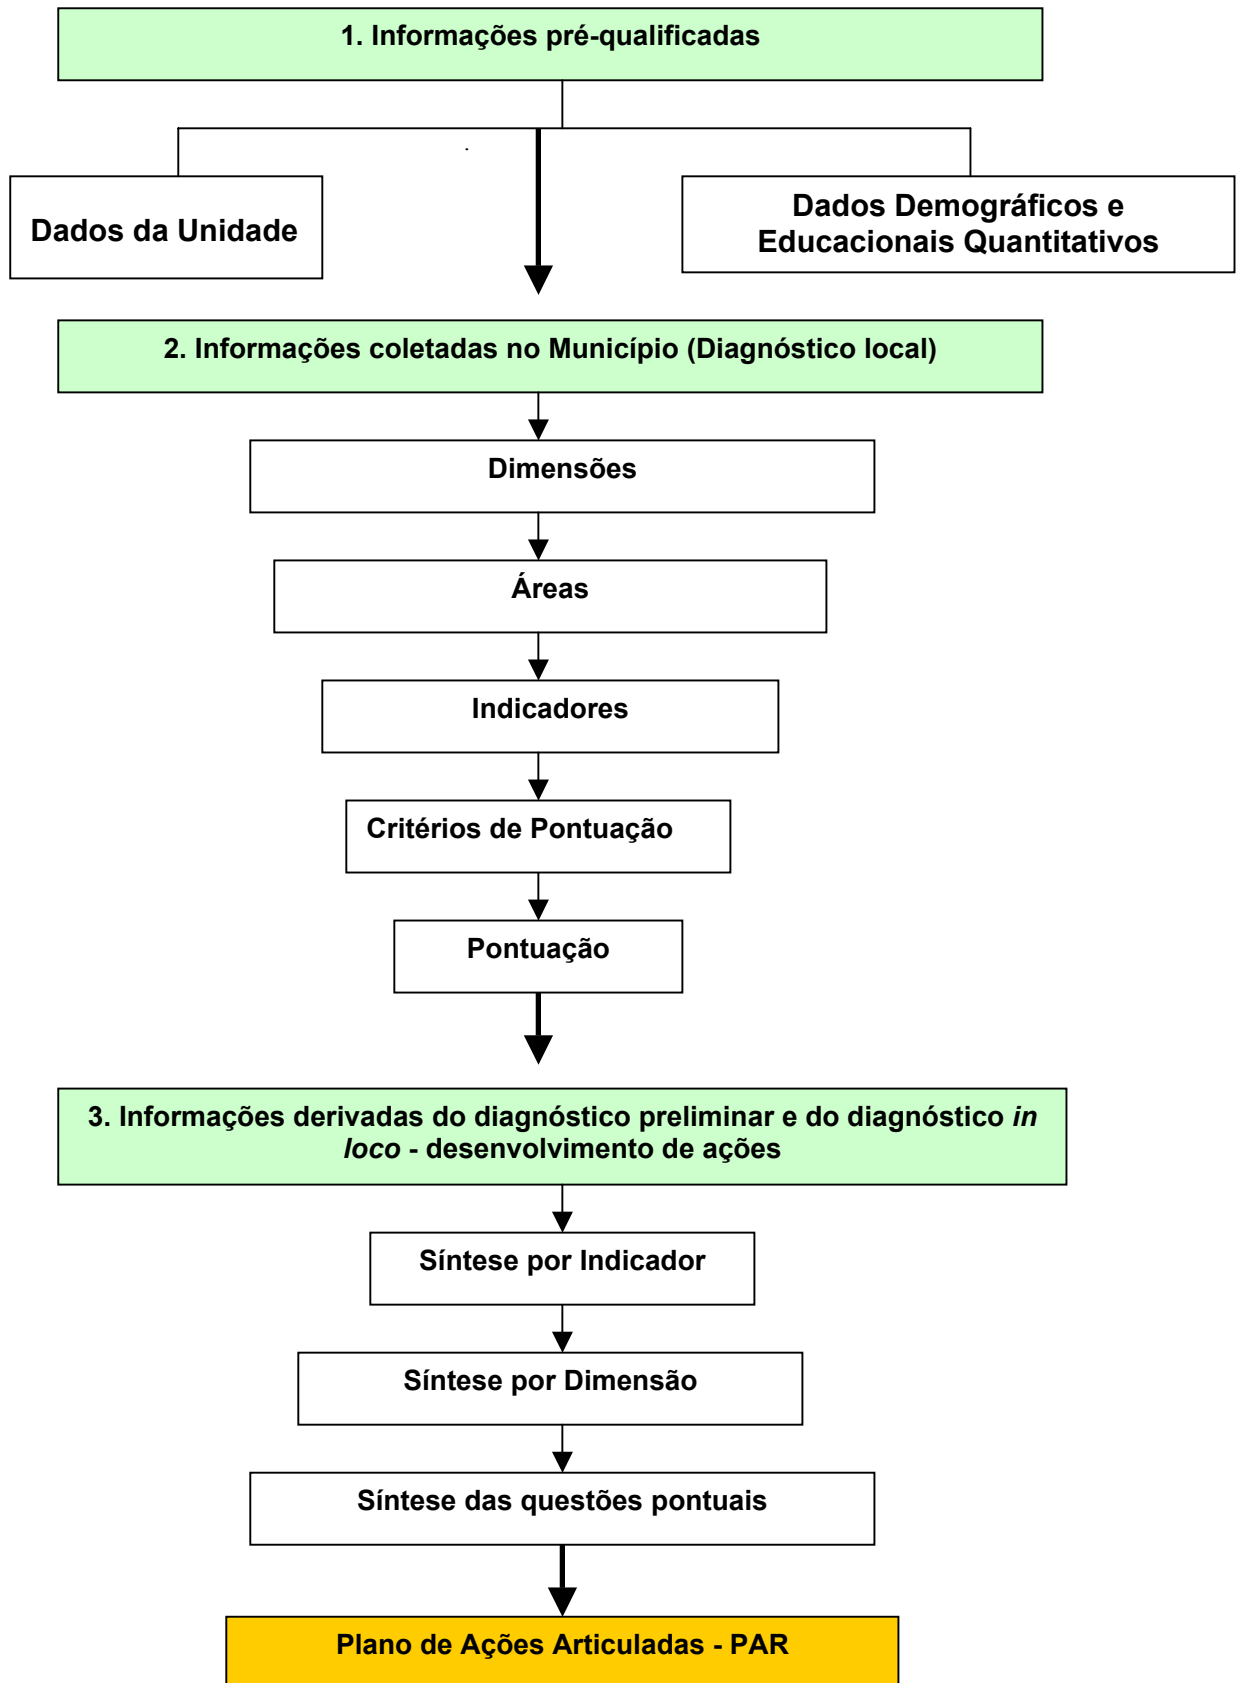 1. Informações pré-qualificadas
Dados da Unidade
Dados Demográficos e
Educacionais Quantitativos
2. Informações coletadas no Município (Diagnóstico local)
Dimensões
Áreas
Indicadores
Critérios de Pontuação
Pontuação
3. Informações derivadas do diagnóstico preliminar e do diagnóstico in
loco - desenvolvimento de ações
Síntese por Indicador
Síntese por Dimensão
Síntese das questões pontuais
Plano de Ações Articuladas - PAR